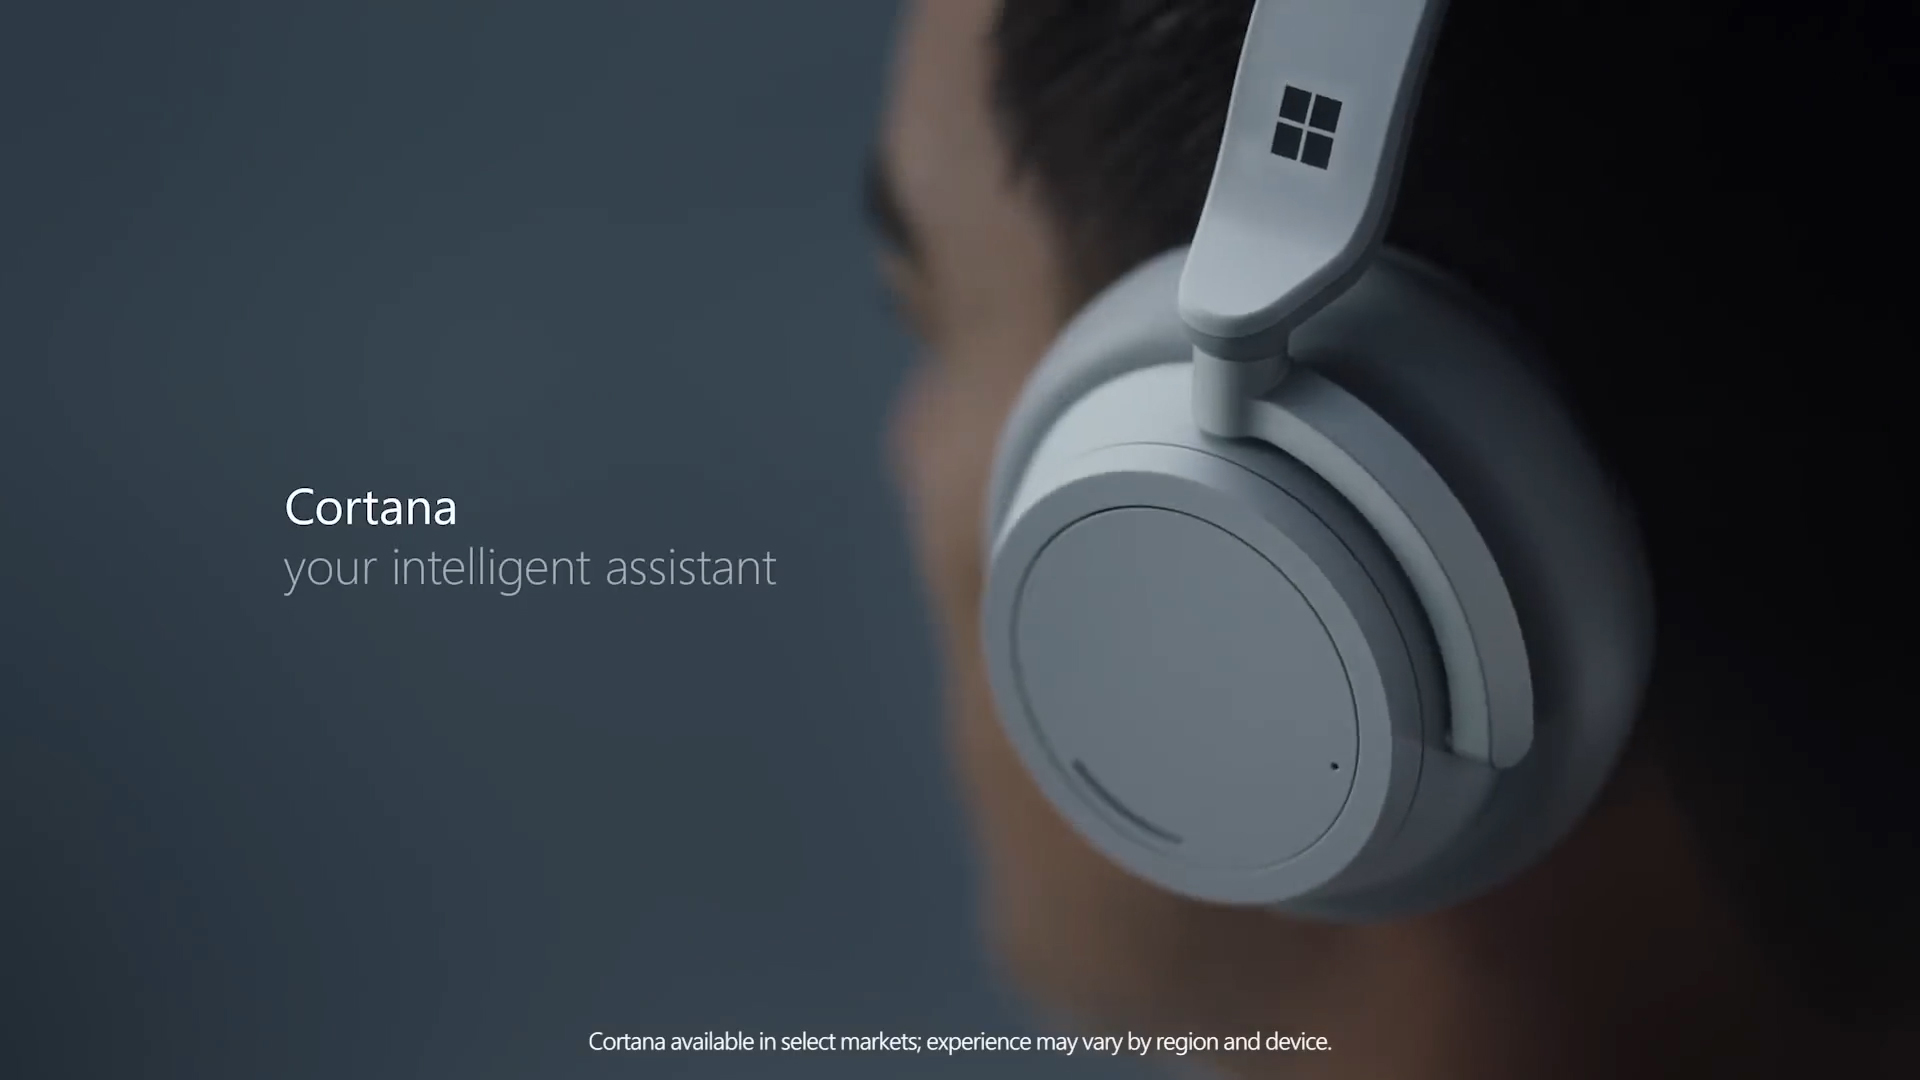 Cortana
your intelligent assistant
Cortana available in select markets; experience may vary by region and device.